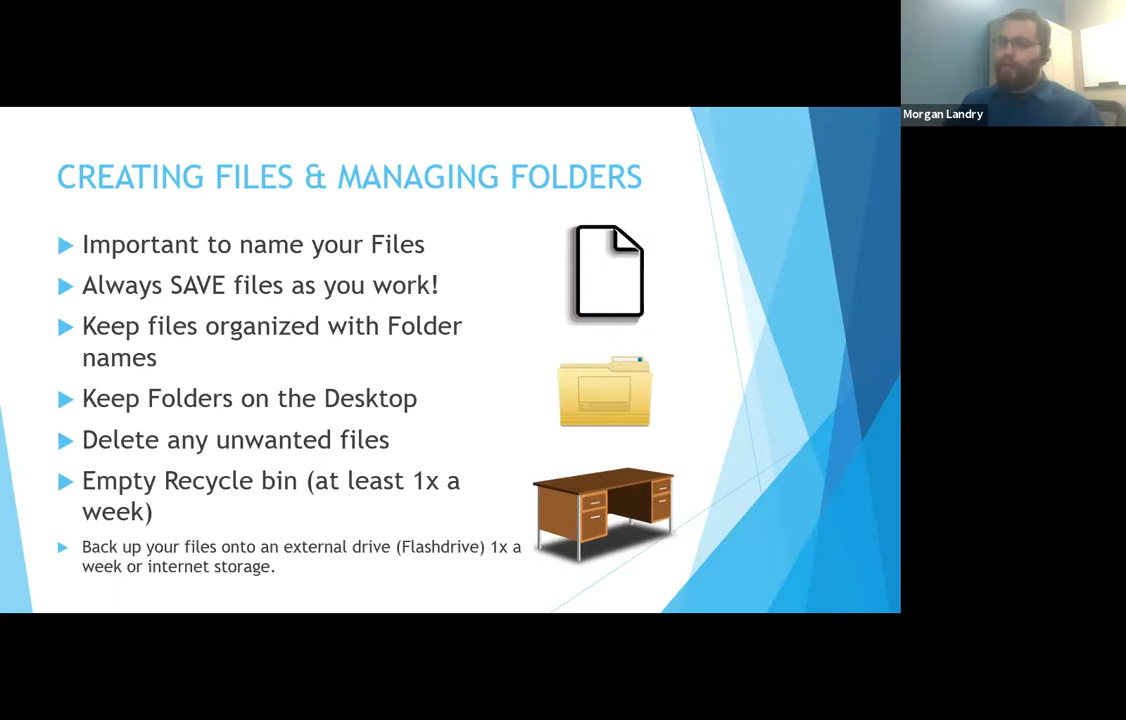 Morgan Landry
CREATING FILES & MANAGING FOLDERS
Important to name your Files
Always SAVE files as you work!
Keep files organized with Folder
names
Keep Folders on the Desktop
Delete any unwanted files
Empty Recycle bin (at least 1x a
week)
Back up your files onto an external drive (Flashdrive) 1x a
week or internet storage.